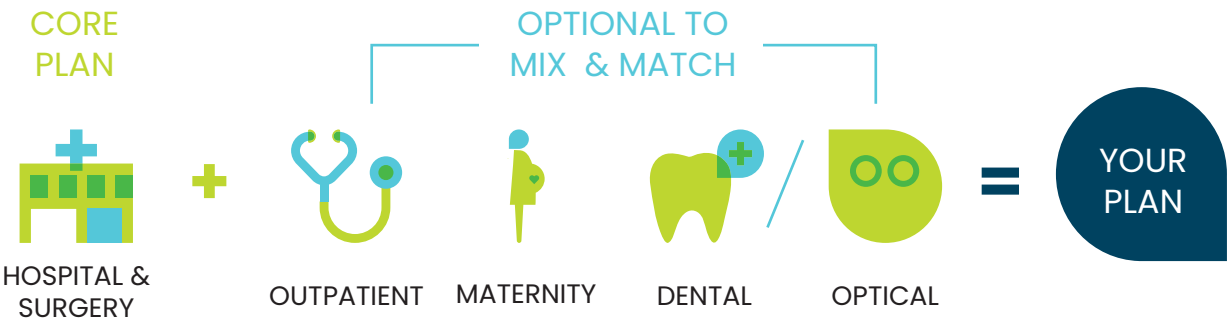 CORE
PLAN
OPTIONAL TO
MIX & MATCH
HOSPITAL &
SURGERY
OUTPATIENT
MATERNITY
DENTAL
OPTICAL
YOUR
PLAN